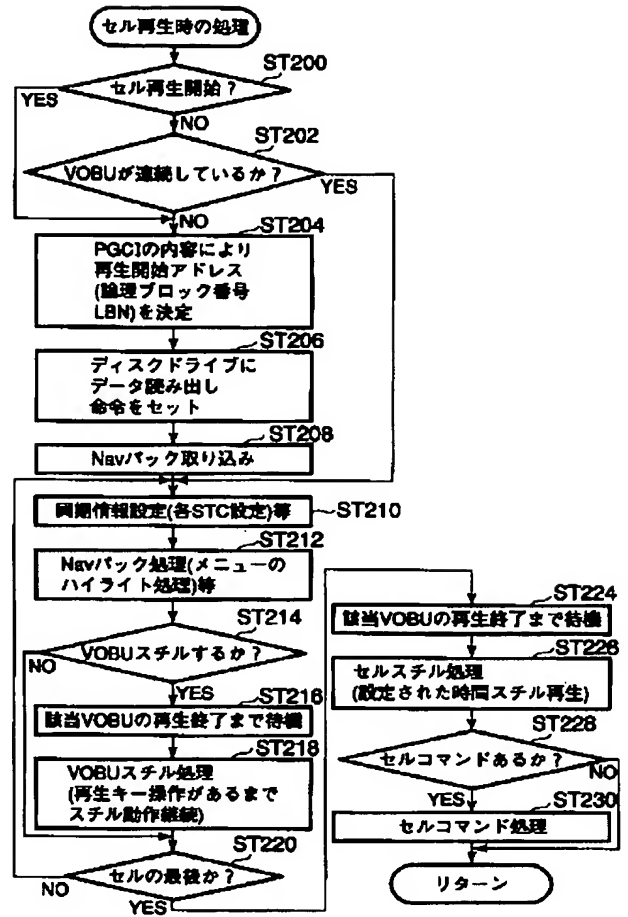 セル再生時の処理
ST200
セル再生開始？
YES
NO
ST202
VOBUが連続しているか？
YES
NO
ST204
PGCIの内容により
再生開始アドレス
(論理ブロック番号
LBN)を決定
ST206
ディスクドライブに
データ読み出し
命令をセット
ST208
Navパック取り込み
同期情報設定(各STC設定)等
ST210
ST212
Navパック処理(メニューの
ハイライト処理)等
ST214
VOBUスチルするか？
NO
YES
ST216
該当VOBUの再生終了まで待機
ST218
VOBUスチル処理
(再生キー操作があるまで
スチル動作継続)
ST220
セルの最後か？
NO
YES
ST224
該当VOBUの再生終了まで待機
ST226
セルスチル処理
(設定された時間スチル再生)
ST228
セルコマンドあるか？
NO
YES
ST230
セルコマンド処理
リターン